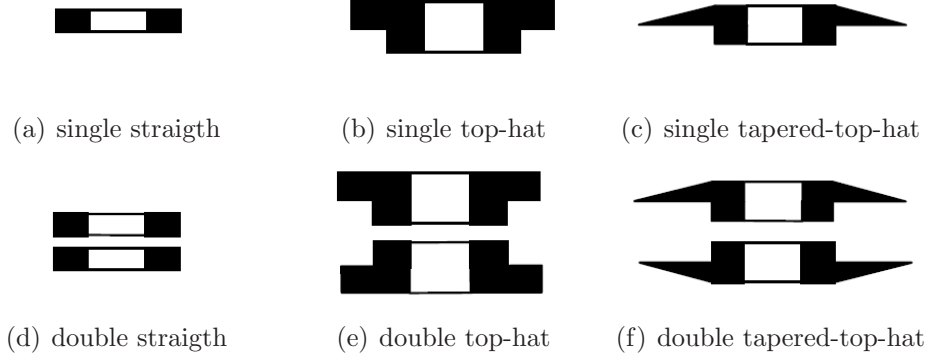 (a) single straigth
(b) single top-hat
(c) single tapered-top-hat
(d) double straigth
(e) double top-hat
(f) double tapered-top-hat